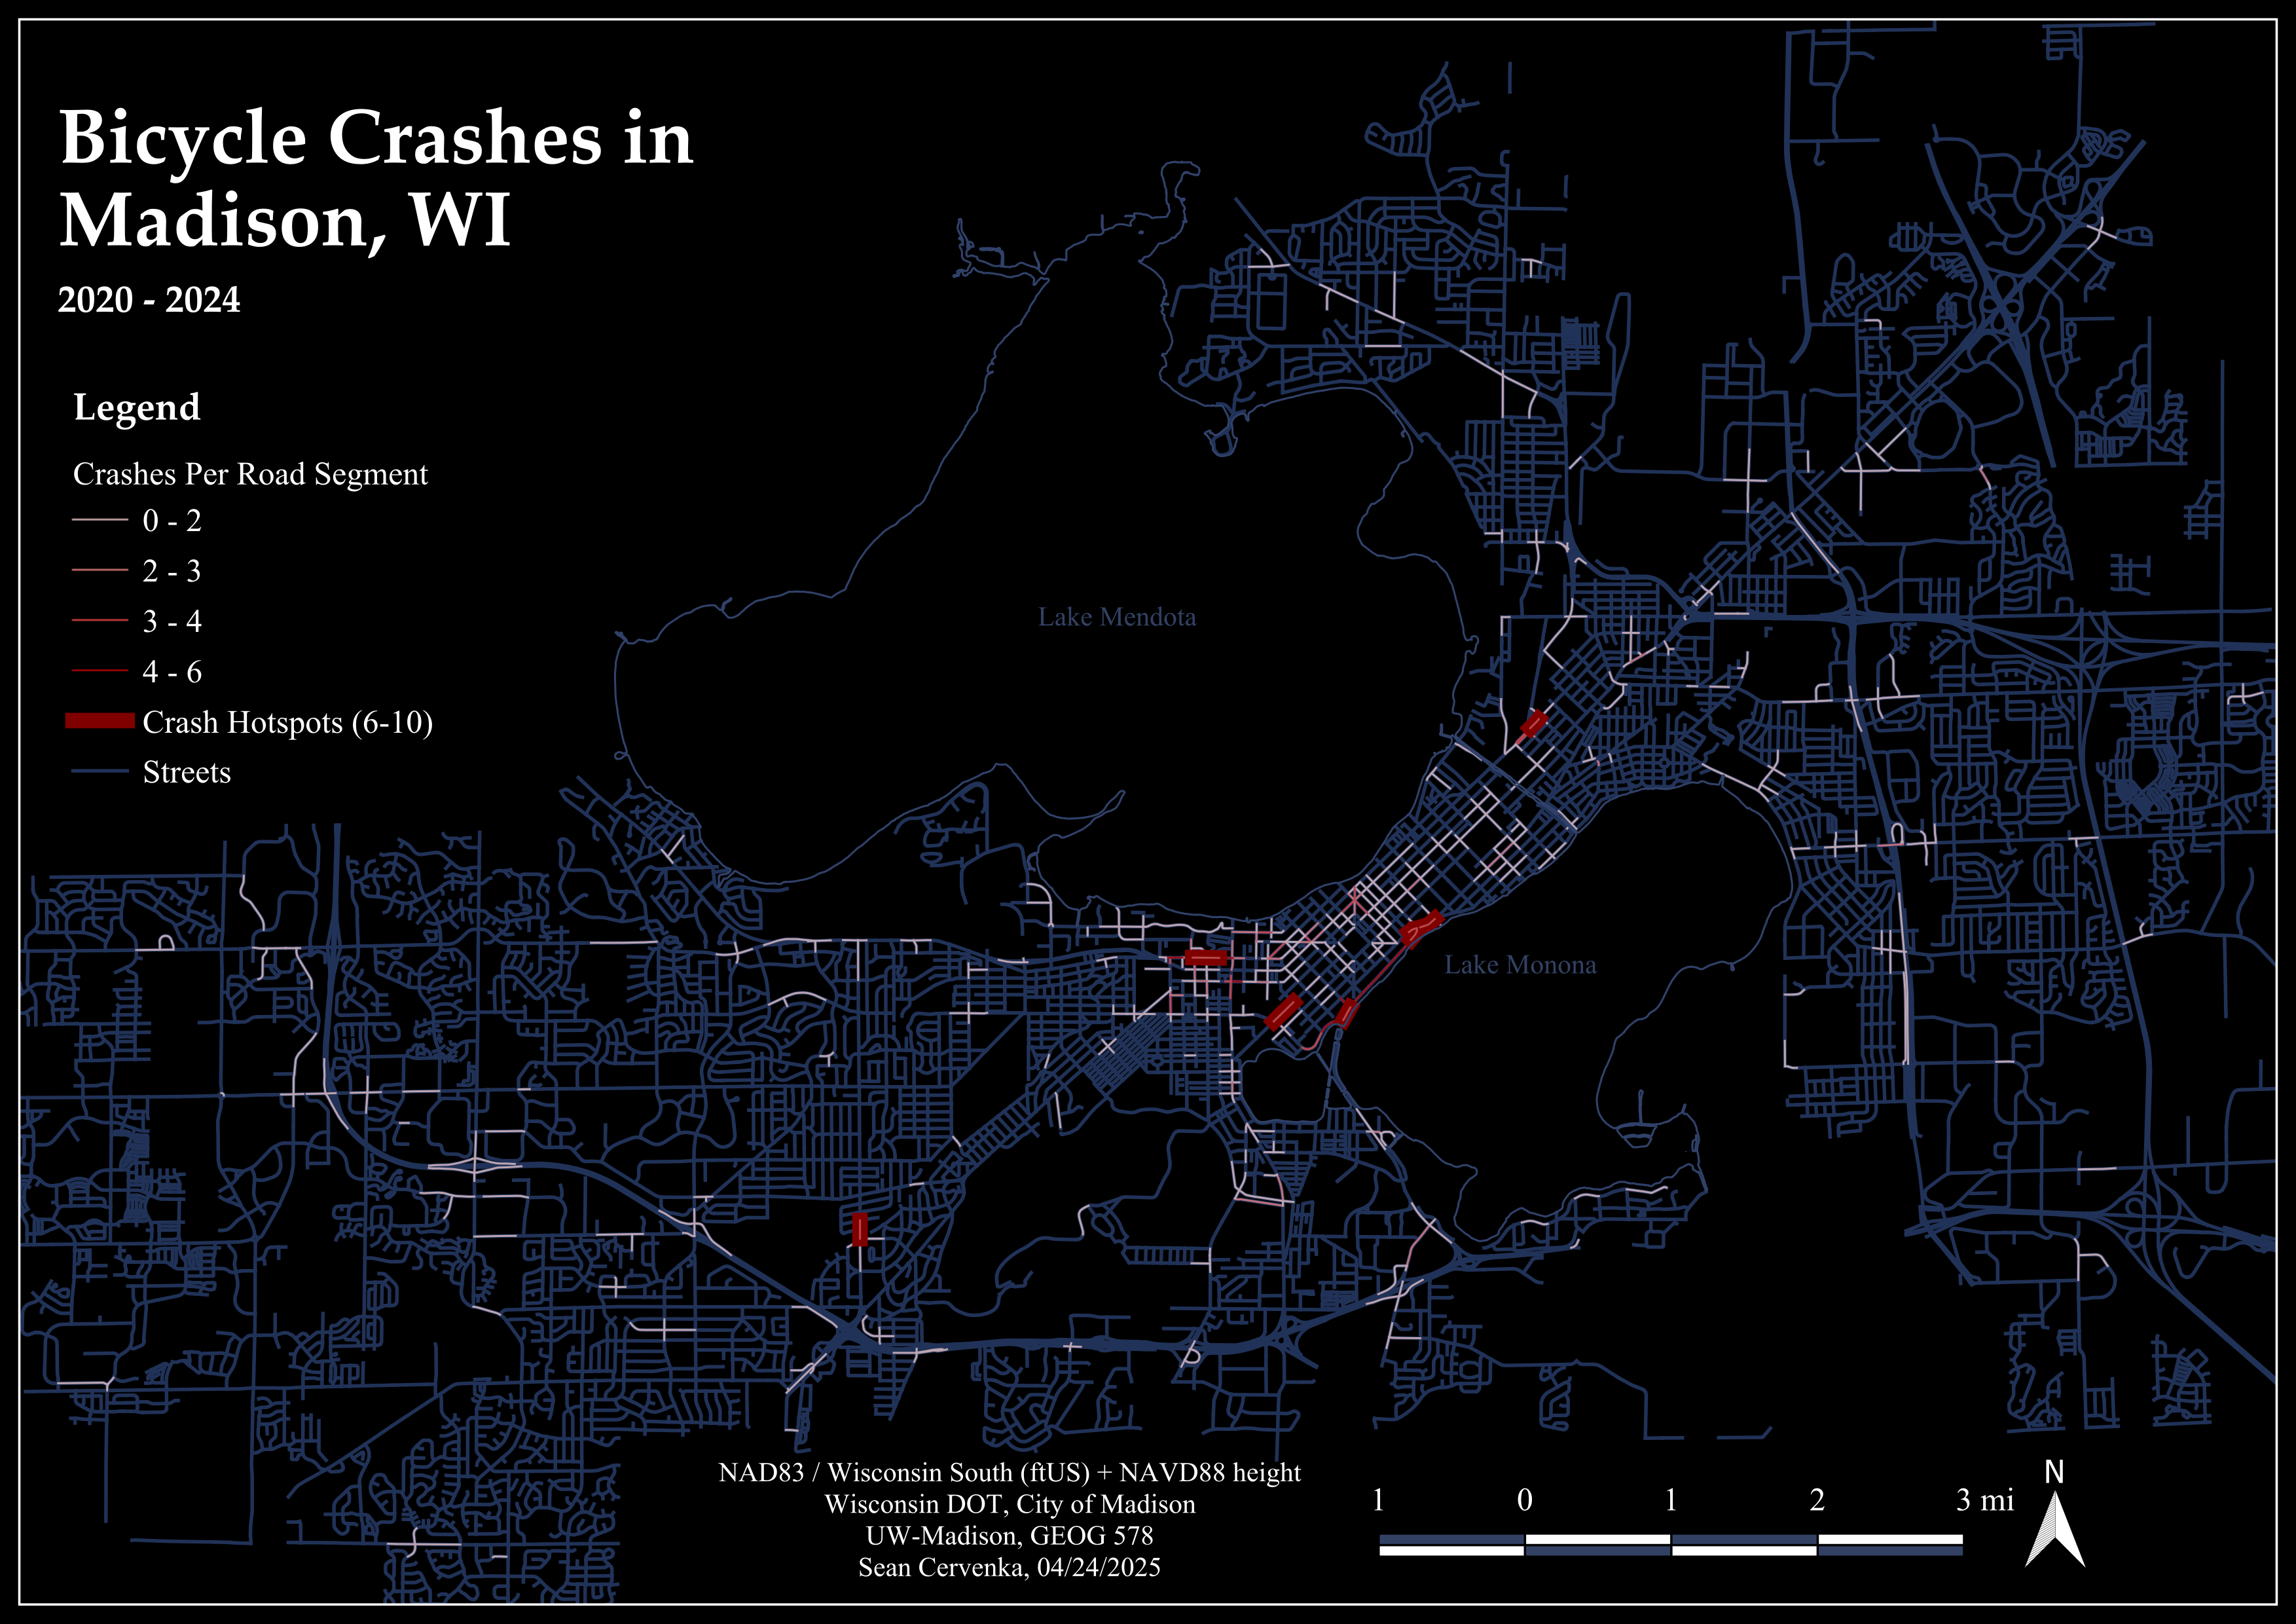 Bicycle Crashes in
Madison, WI
2020 - 2024
Legend
Crashes Per Road Segment
0 - 2
2 - 3
3 - 4
4 - 6
Crash Hotspots (6-10)
Streets
Lake Mendota
Lake Monona
NAD83 / Wisconsin South (ftUS) + NAVD88 height
Wisconsin DOT, City of Madison
UW-Madison, GEOG 578
Sean Cervenka, 04/24/2025
1 0 1 2 3 mi
N